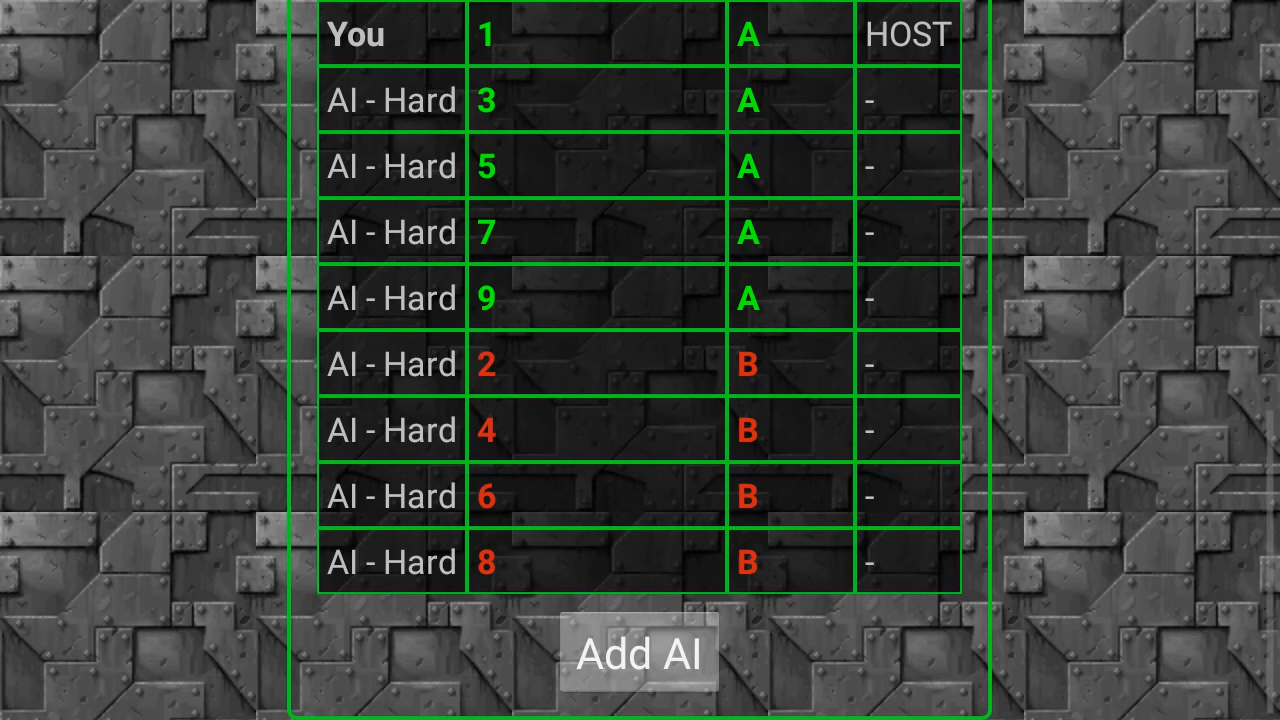 You 1 A HOST
AI - Hard 3 A -
AI - Hard 5 A -
AI - Hard 7 A -
AI - Hard 9 A -
AI - Hard 2 B -
AI - Hard 4 B -
AI - Hard 6 B -
AI - Hard 8 B -
Add AI